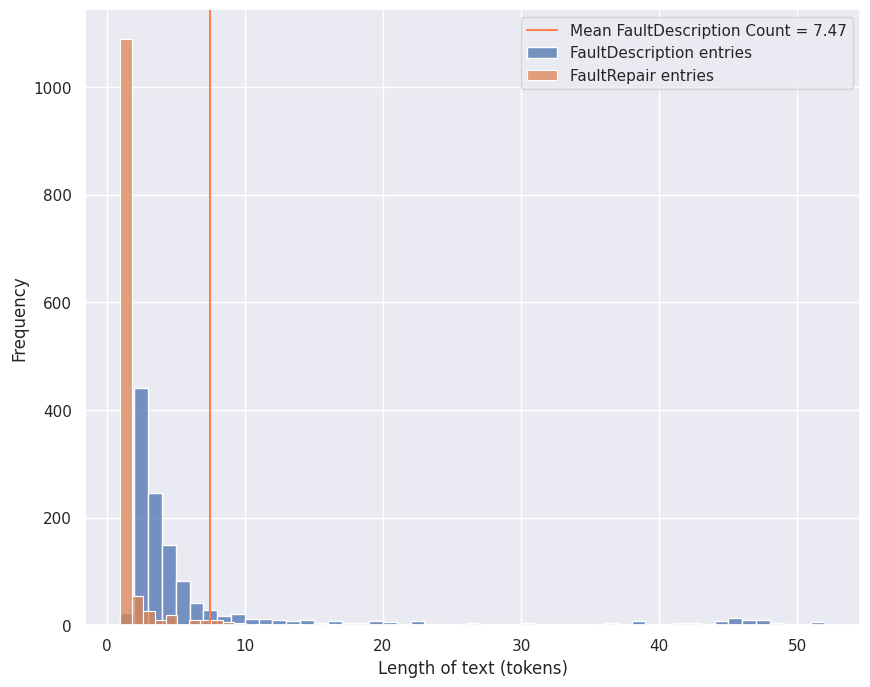 Mean FaultDescription Count = 7.47
FaultDescription entries
FaultRepair entries
1000
800
600
400
200
0
Frequency
0 10 20 30 40 50
Length of text (tokens)